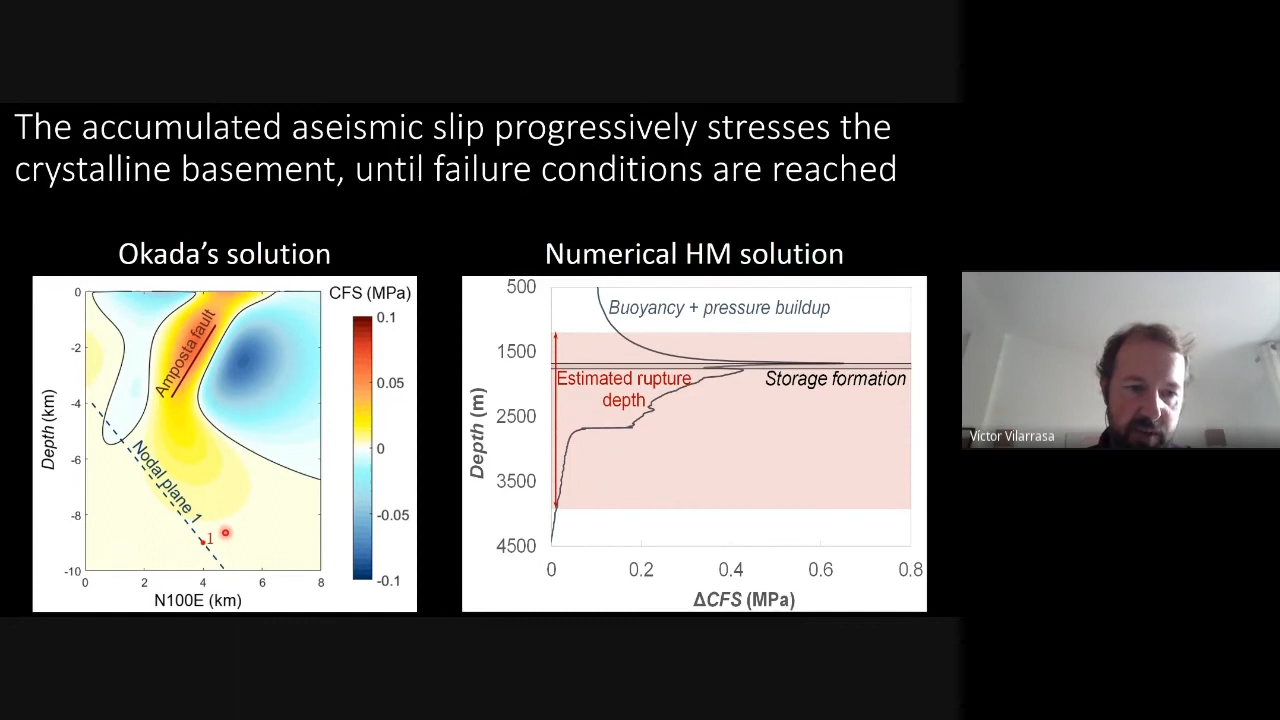 The accumulated aseismic slip progressively stresses the
crystalline basement, until failure conditions are reached
Okada's solution
Numerical HM solution
CFS (MPa)
0
-2
-4
-6
-8
-10
Depth (km)
0
2
4
6
8
N100E (km)
Amposta fault
Nodal plane 1
1
0.1
0.05
0
-0.05
-0.1
500
1500
2500
3500
4500
Depth (m)
Buoyancy + pressure buildup
Estimated rupture
depth
Storage formation
0
0.2
0.4
0.6
0.8
ΔCFS (MPa)
Víctor Vilarrasa